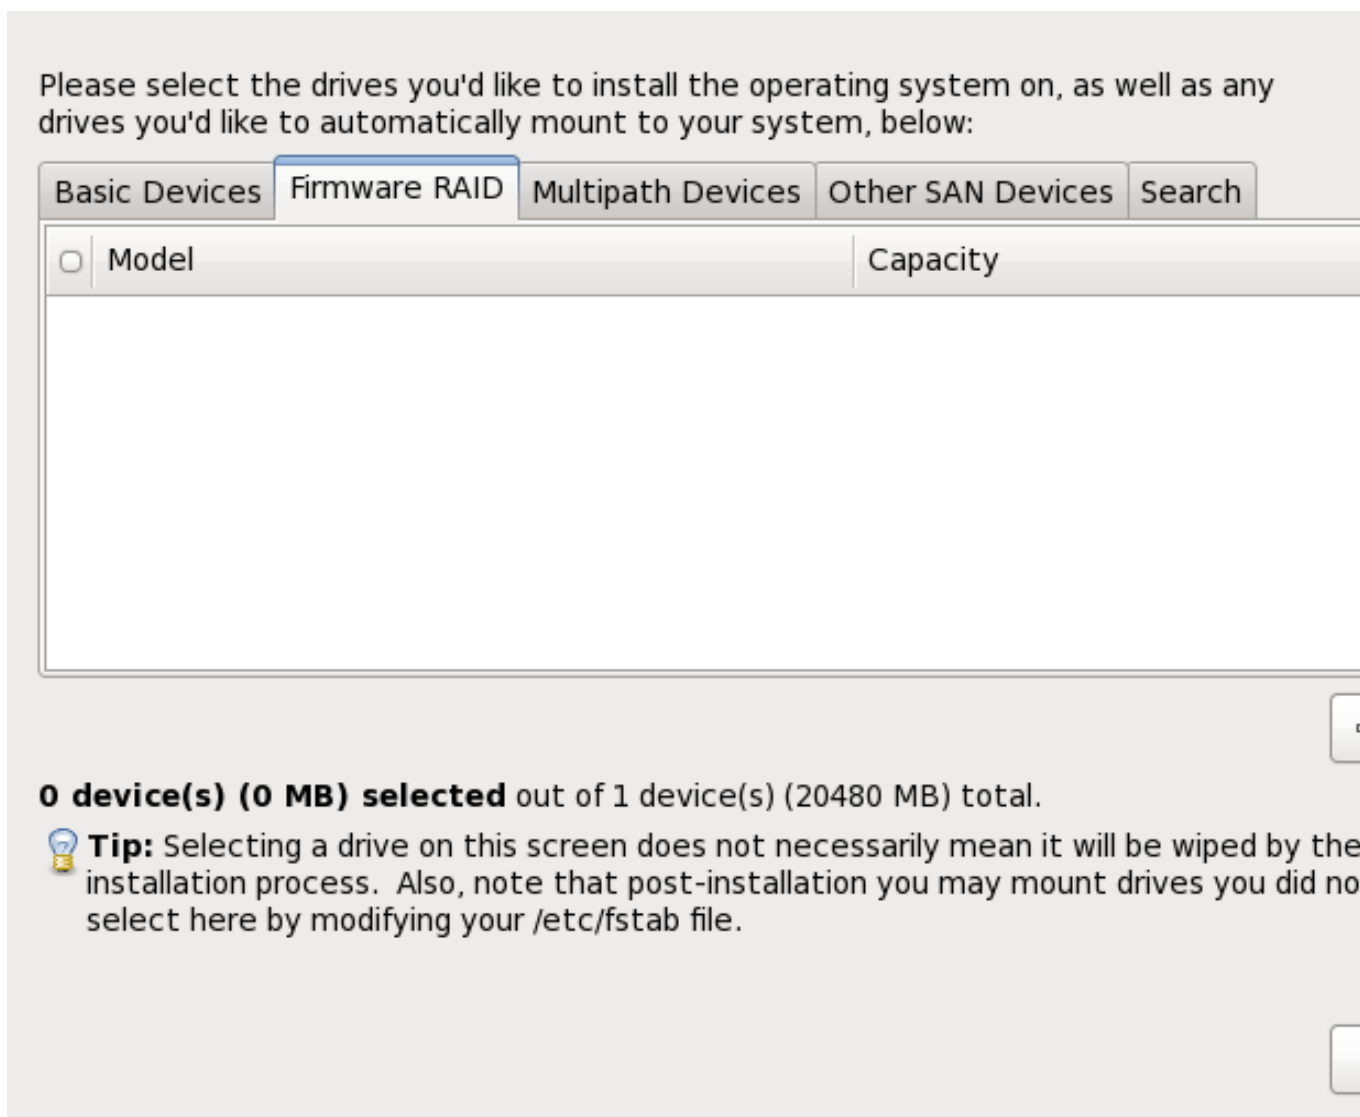 Please select the drives you'd like to install the operating system on, as well as any
drives you'd like to automatically mount to your system, below:
Basic Devices Firmware RAID Multipath Devices Other SAN Devices Search
Model Capacity
0 device(s) (0 MB) selected out of 1 device(s) (20480 MB) total.
Tip: Selecting a drive on this screen does not necessarily mean it will be wiped by the
installation process.  Also, note that post-installation you may mount drives you did no
select here by modifying your /etc/fstab file.